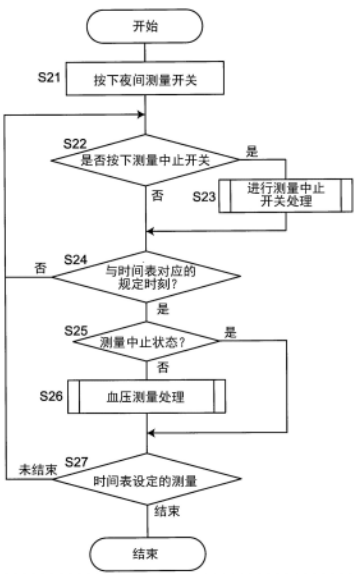 开始
S21
按下夜间测量开关
S22
是否按下测量中止开关
是
否
S23
进行测量中止
开关处理
S24
否
与时间表对应的
规定时刻？
是
S25
测量中止状态？
是
否
S26
血压测量处理
S27
未结束
时间表设定的测量
结束
结束